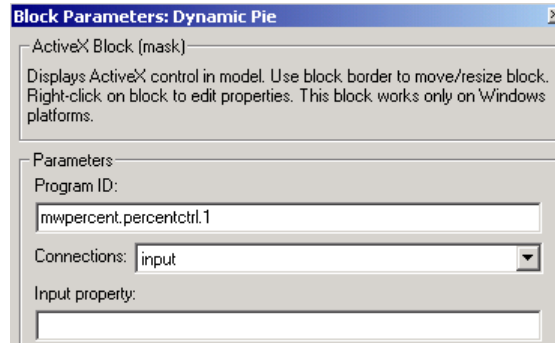 Block Parameters: Dynamic Pie
ActiveX Block (mask)
Displays ActiveX control in model. Use block border to move/resize block.
Right-click on block to edit properties. This block works only on Windows
platforms.
Parameters
Program ID:
mwpercent.percentctrl.1
Connections: input
Input property: